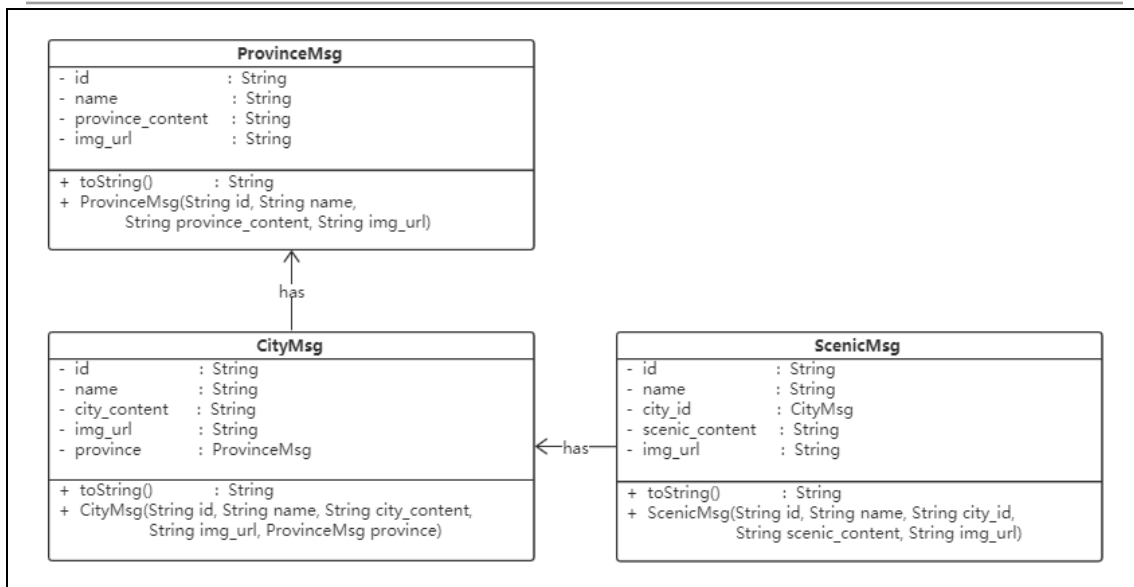 ProvinceMsg
- id : String
- name : String
- province_content : String
- img_url : String
+ toString() : String
+ ProvinceMsg(String id, String name,
String province_content, String img_url)
has
CityMsg
- id : String
- name : String
- city_content : String
- img_url : String
- province : ProvinceMsg
+ toString() : String
+ CityMsg(String id, String name, String city_content,
String img_url, ProvinceMsg province)
has
ScenicMsg
- id : String
- name : String
- city_id : CityMsg
- scenic_content : String
- img_url : String
+ toString() : String
+ ScenicMsg(String id, String name, String city_id,
String scenic_content, String img_url)